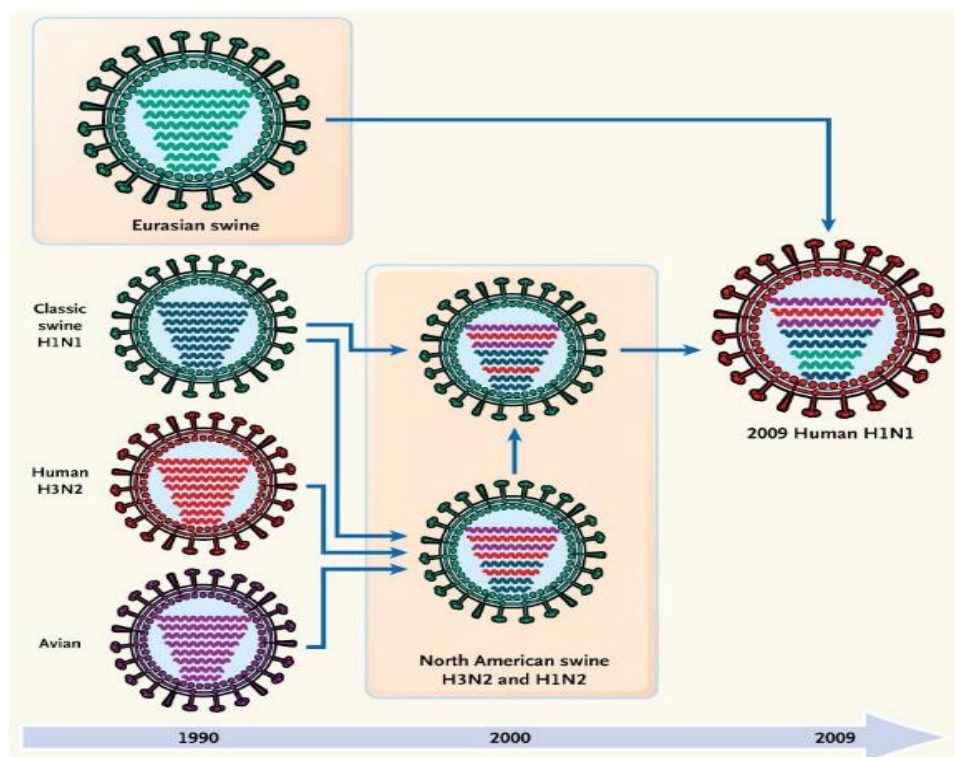 Eurasian swine
Classic
swine
H1N1
Human
H3N2
2009 Human H1N1
Avian
North American swine
H3N2 and H1N2
1990
2000
2009